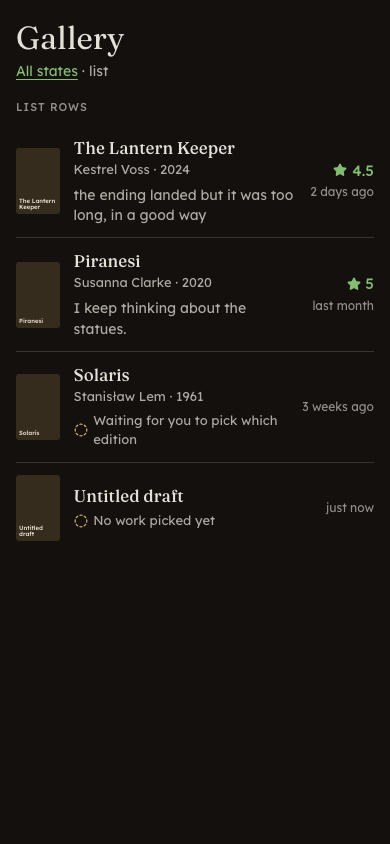 Gallery
All states · list
LIST ROWS
The Lantern Keeper
The Lantern Keeper
Kestrel Voss · 2024
the ending landed but it was too
long, in a good way
4.5
2 days ago
Piranesi
Piranesi
Susanna Clarke · 2020
I keep thinking about the
statues.
5
last month
Solaris
Solaris
Stanisław Lem · 1961
Waiting for you to pick which
edition
3 weeks ago
Untitled
draft
Untitled draft
No work picked yet
just now